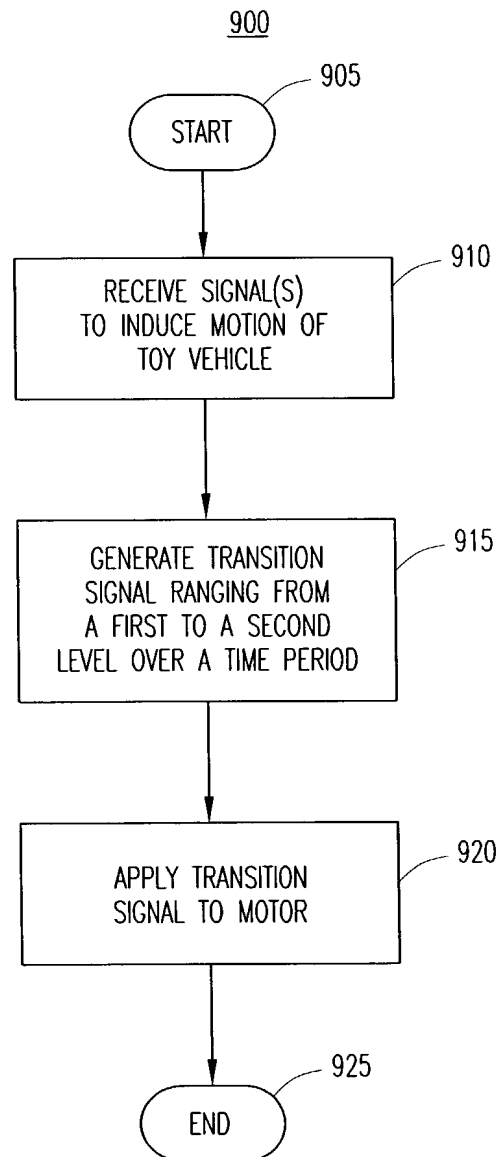 900
905
START
910
RECEIVE SIGNAL(S)
TO INDUCE MOTION OF
TOY VEHICLE
915
GENERATE TRANSITION
SIGNAL RANGING FROM
A FIRST TO A SECOND
LEVEL OVER A TIME PERIOD
920
APPLY TRANSITION
SIGNAL TO MOTOR
925
END